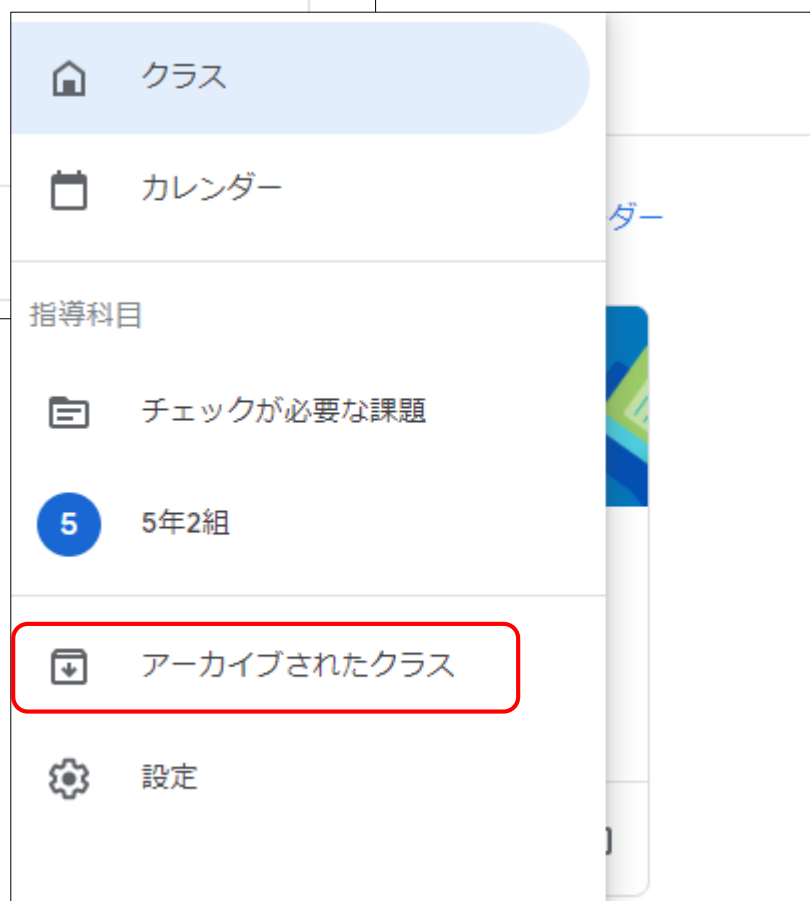 クラス
カレンダー
ダー
指導科目
チェックが必要な課題
5
5年2組
アーカイブされたクラス
設定